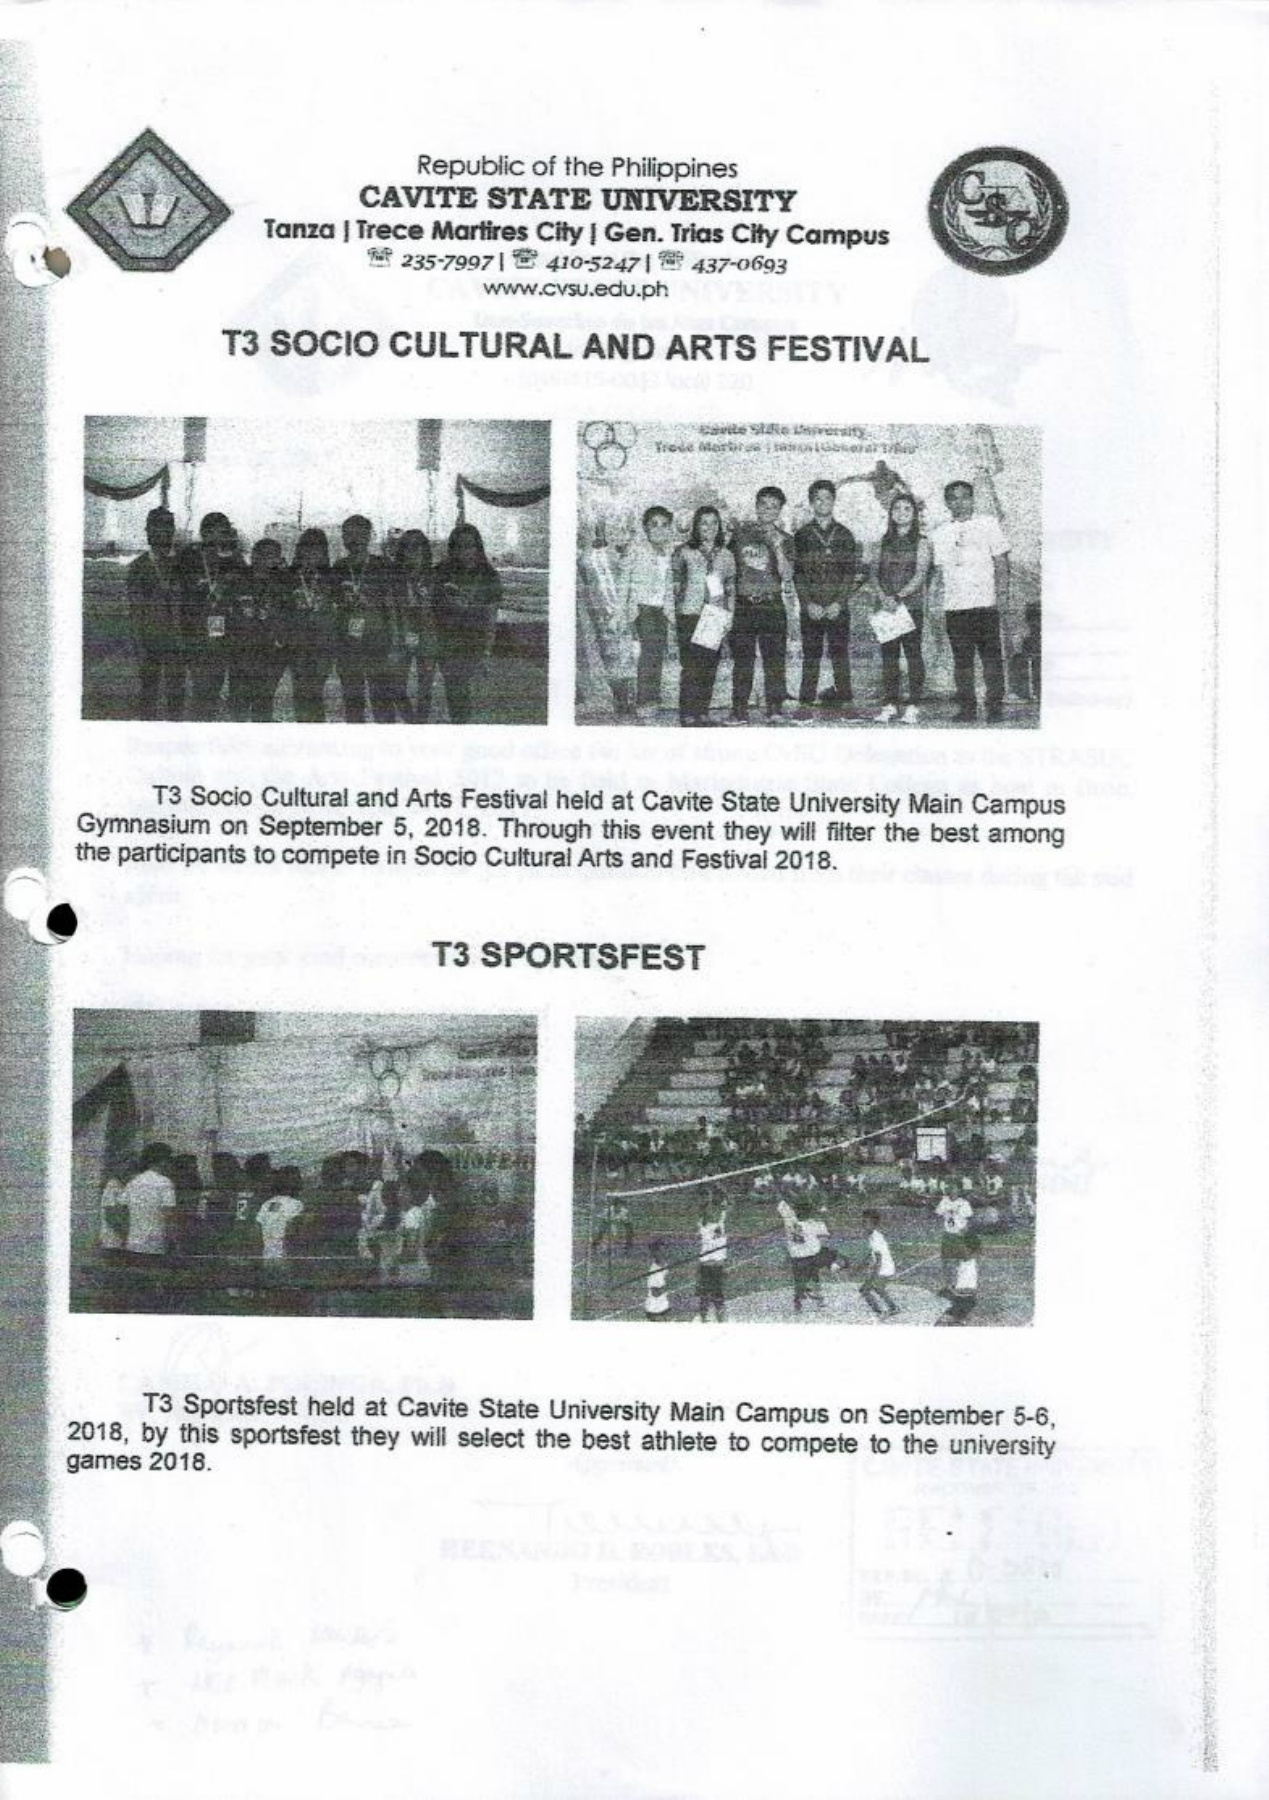 Republic of the Philippines
CAVITE STATE UNIVERSITY
Tanza | Trece Martires City | Gen. Trias City Campus
☏ 235-7997 | ☏ 410-5247 | ☏ 437-0693
www.cvsu.edu.ph
T3 SOCIO CULTURAL AND ARTS FESTIVAL
Cavite State University
Trece Martires | Tanza | General Trias
T3 Socio Cultural and Arts Festival held at Cavite State University Main Campus
Gymnasium on September 5, 2018. Through this event they will filter the best among
the participants to compete in Socio Cultural Arts and Festival 2018.
T3 SPORTSFEST
T3 Sportsfest held at Cavite State University Main Campus on September 5-6,
2018, by this sportsfest they will select the best athlete to compete to the university
games 2018.